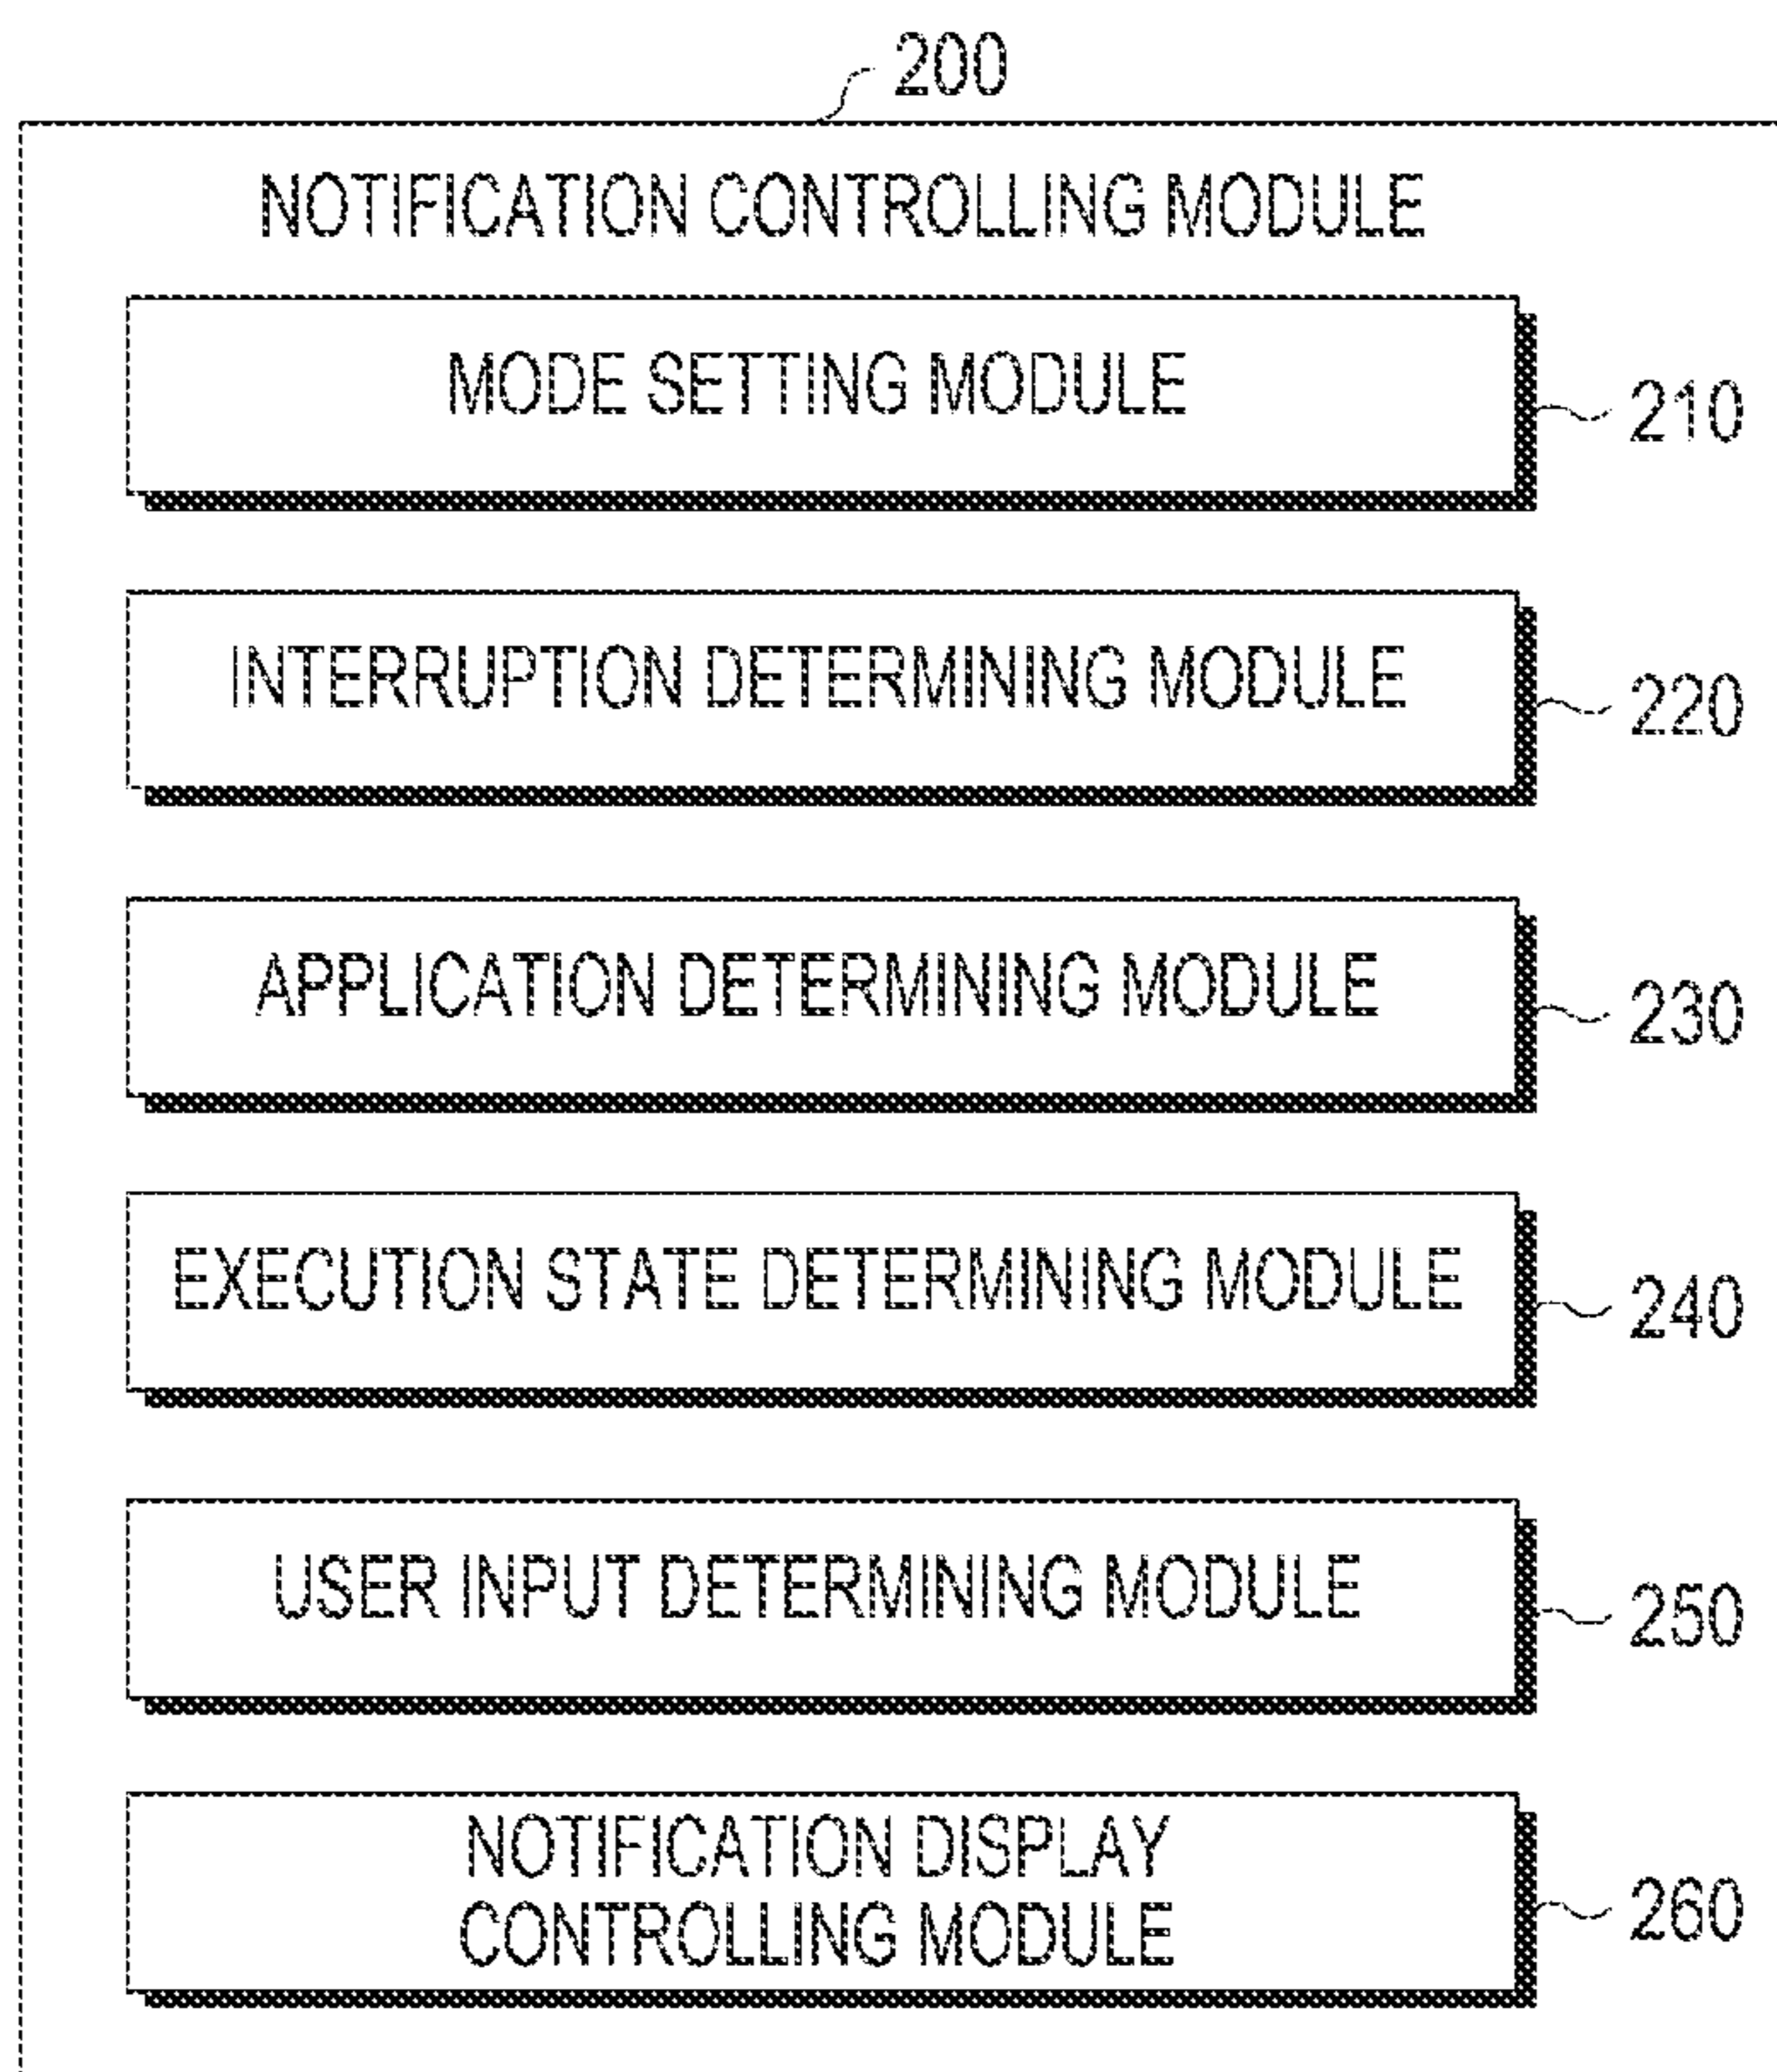 200
NOTIFICATION CONTROLLING MODULE
MODE SETTING MODULE
210
INTERRUPTION DETERMINING MODULE
220
APPLICATION DETERMINING MODULE
230
EXECUTION STATE DETERMINING MODULE
240
USER INPUT DETERMINING MODULE
250
NOTIFICATION DISPLAY
CONTROLLING MODULE
260